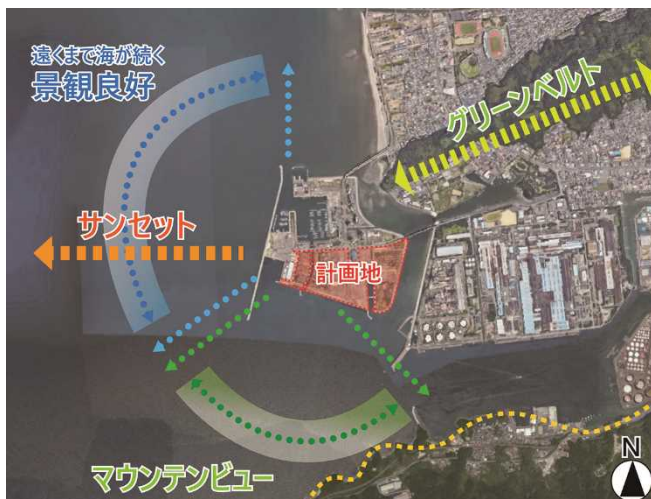 遠くまで海が続く
景観良好
グリーンベルト
サンセット
計画地
マウンテンビュー
N